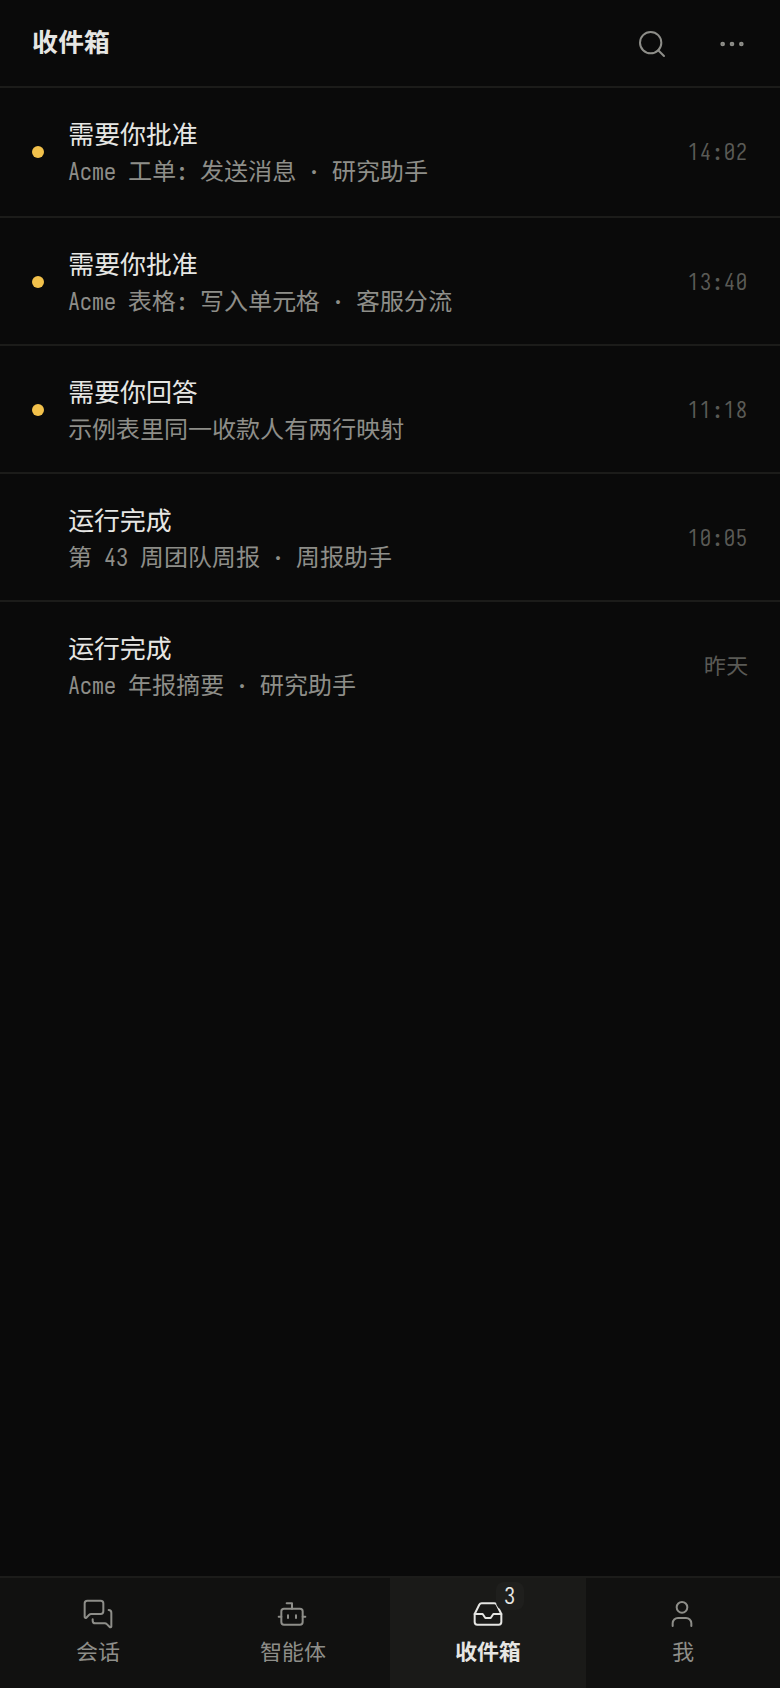 收件箱
需要你批准
14:02
Acme 工单: 发送消息 · 研究助手
需要你批准
13:40
Acme 表格: 写入单元格 · 客服分流
需要你回答
11:18
示例表里同一收款人有两行映射
运行完成
10:05
第 43 周团队周报 · 周报助手
运行完成
昨天
Acme 年报摘要 · 研究助手
3
会话
智能体
收件箱
我